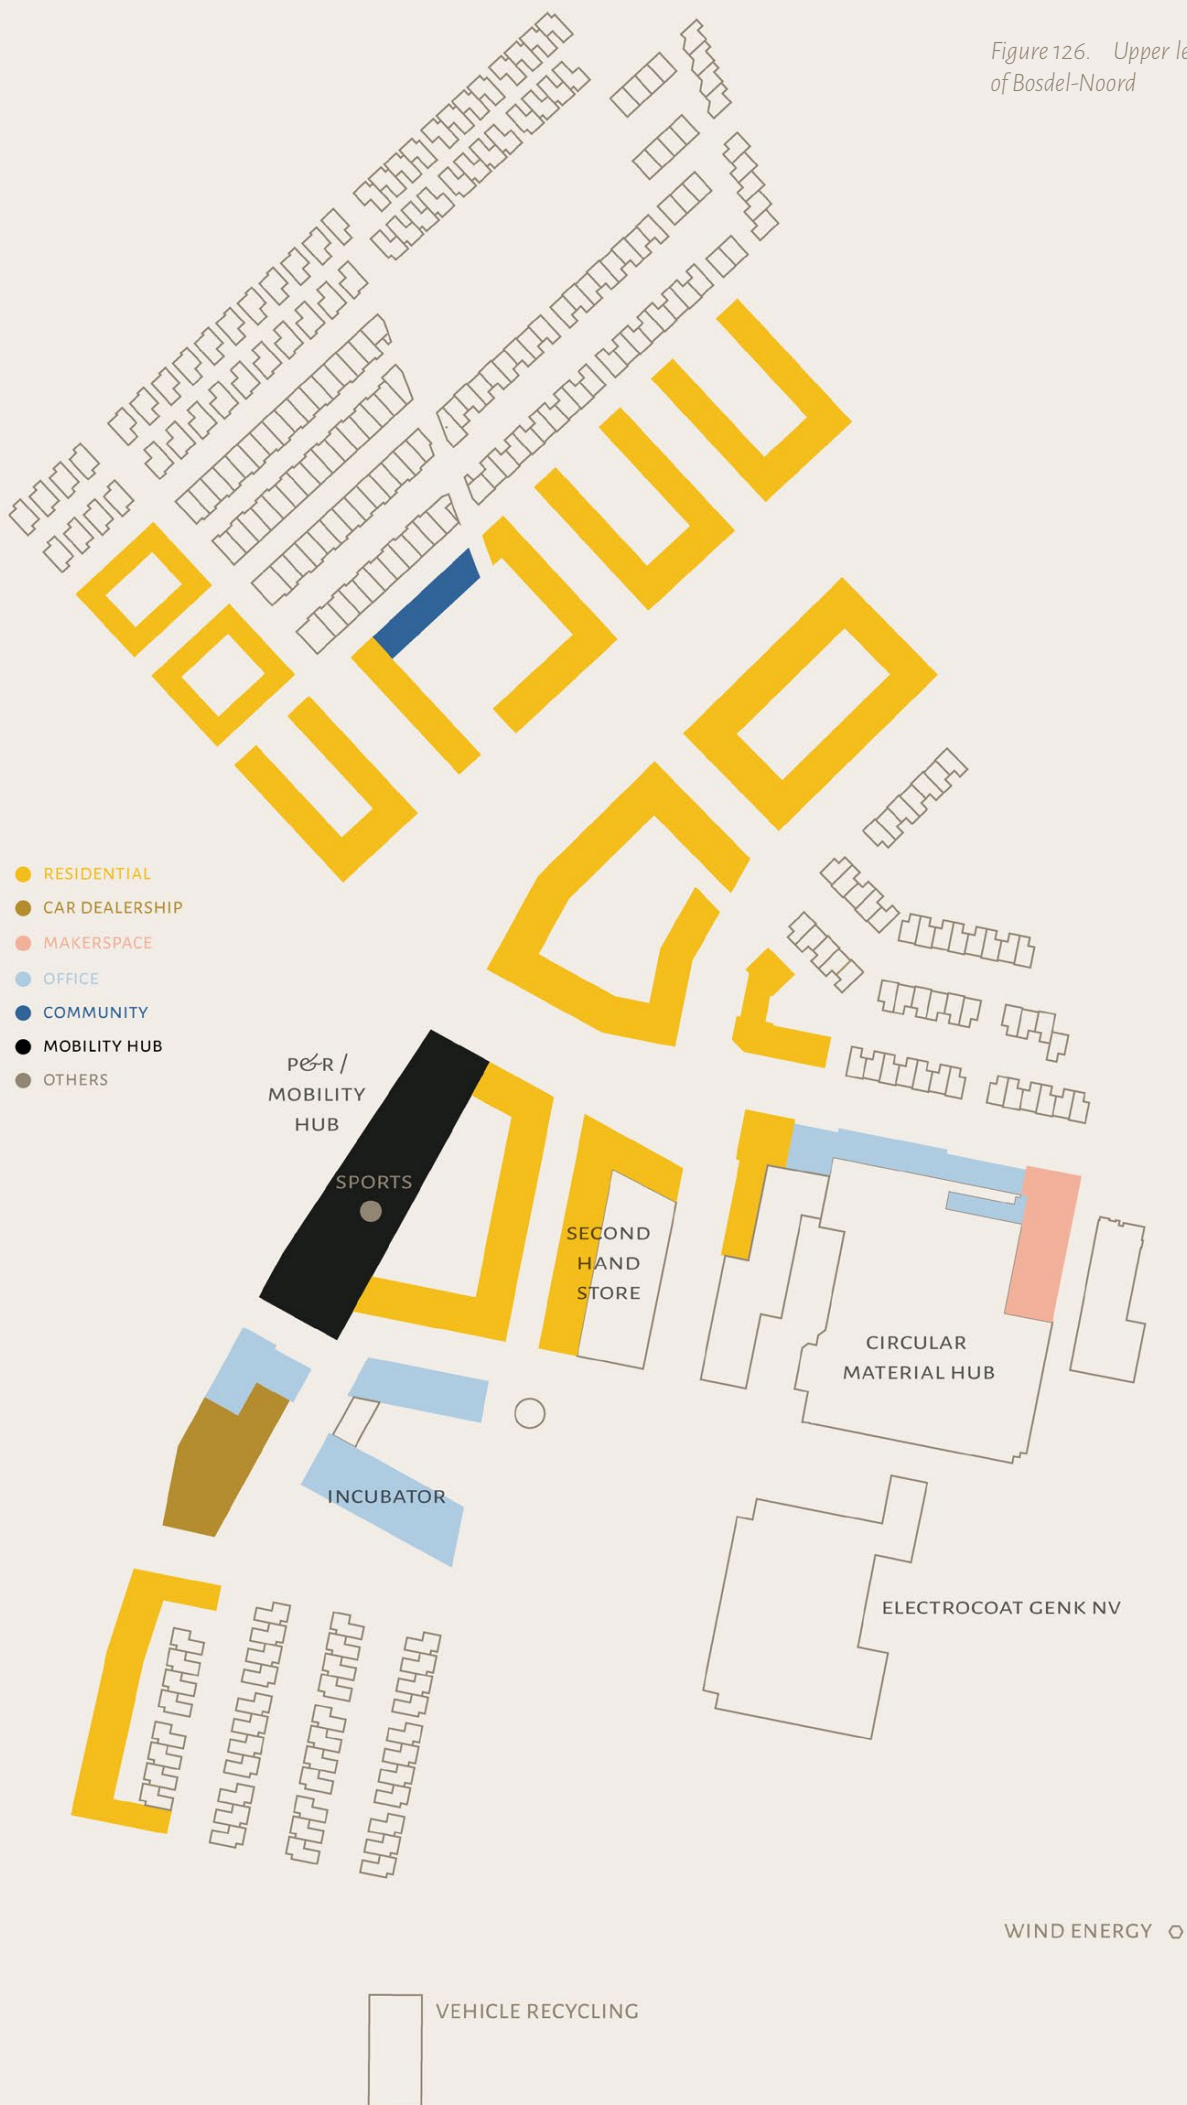 Figure 126. Upper
of Bosdel-Noord
RESIDENTIAL
CAR DEALERSHIP
MAKERSPACE
OFFICE
COMMUNITY
MOBILITY HUB
OTHERS
P&R /
MOBILITY
HUB
SPORTS
SECOND
HAND
STORE
CIRCULAR
MATERIAL HUB
INCUBATOR
ELECTROCOAT GENK NV
WIND ENERGY
VEHICLE RECYCLING